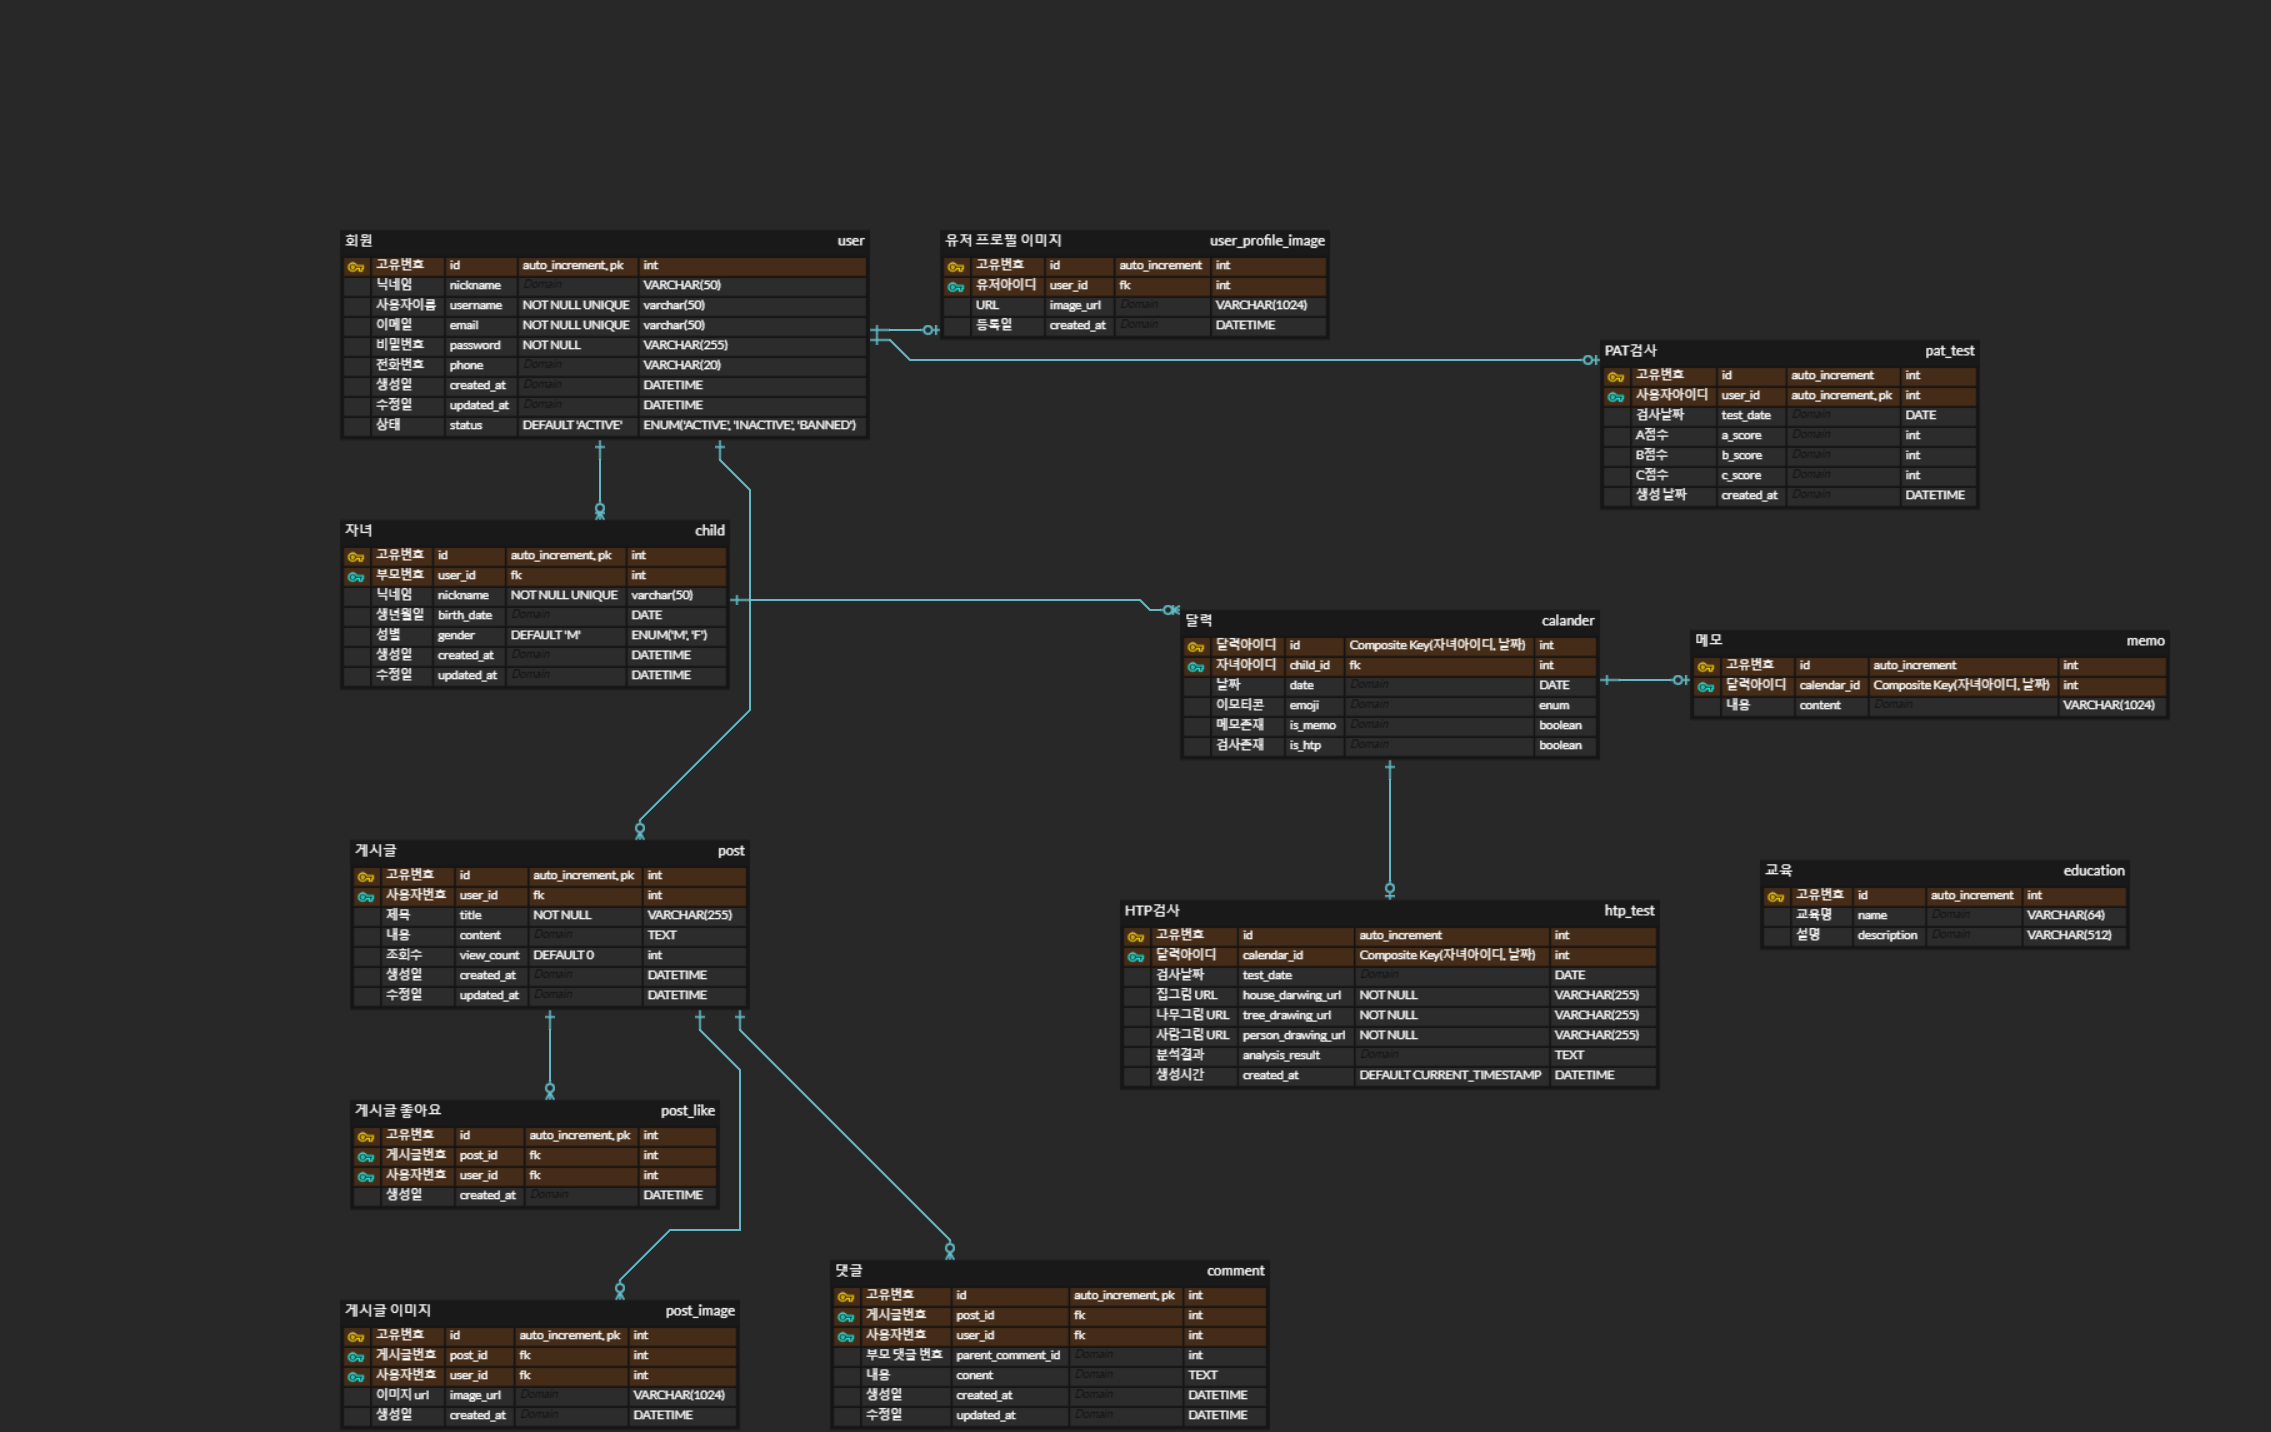 회원 user
고유번호 id auto_increment, pk int
닉네임 nickname Domain VARCHAR(50)
사용자이름 username NOT NULL UNIQUE varchar(50)
이메일 email NOT NULL UNIQUE varchar(50)
비밀번호 password NOT NULL VARCHAR(255)
전화번호 phone Domain VARCHAR(20)
생성일 created_at Domain DATETIME
수정일 updated_at Domain DATETIME
상태 status DEFAULT 'ACTIVE' ENUM('ACTIVE', 'INACTIVE', 'BANNED')
유저 프로필 이미지 user_profile_image
고유번호 id auto_increment int
유저아이디 user_id fk int
URL image_url Domain VARCHAR(1024)
등록일 created_at Domain DATETIME
PAT검사 pat_test
고유번호 id auto_increment int
사용자아이디 user_id auto_increment, pk int
검사날짜 test_date Domain DATE
A점수 a_score Domain int
B점수 b_score Domain int
C점수 c_score Domain int
생성 날짜 created_at Domain DATETIME
자녀 child
고유번호 id auto_increment, pk int
부모번호 user_id fk int
닉네임 nickname NOT NULL UNIQUE varchar(50)
생년월일 birth_date Domain DATE
성별 gender DEFAULT 'M' ENUM('M', 'F')
생성일 created_at Domain DATETIME
수정일 updated_at Domain DATETIME
달력 calander
달력아이디 id Composite Key(자녀아이디, 날짜) int
자녀아이디 child_id fk int
날짜 date Domain DATE
이모티콘 emoji Domain enum
메모존재 is_memo Domain boolean
검사존재 is_htp Domain boolean
메모 memo
고유번호 id auto_increment int
달력아이디 calendar_id Composite Key(자녀아이디, 날짜) int
내용 content Domain VARCHAR(1024)
게시글 post
고유번호 id auto_increment, pk int
사용자번호 user_id fk int
제목 title NOT NULL VARCHAR(255)
내용 content Domain TEXT
조회수 view_count DEFAULT 0 int
생성일 created_at Domain DATETIME
수정일 updated_at Domain DATETIME
교육 education
고유번호 id auto_increment int
교육명 name Domain VARCHAR(64)
설명 description Domain VARCHAR(512)
HTP검사 htp_test
고유번호 id auto_increment int
달력아이디 calendar_id Composite Key(자녀아이디, 날짜) int
검사날짜 test_date Domain DATE
집그림 URL house_darwing_url NOT NULL VARCHAR(255)
나무그림 URL tree_drawing_url NOT NULL VARCHAR(255)
사람그림 URL person_drawing_url NOT NULL VARCHAR(255)
분석결과 analysis_result Domain TEXT
생성시간 created_at DEFAULT CURRENT_TIMESTAMP DATETIME
게시글 좋아요 post_like
고유번호 id auto_increment, pk int
게시글번호 post_id fk int
사용자번호 user_id fk int
생성일 created_at Domain DATETIME
댓글 comment
고유번호 id auto_increment, pk int
게시글번호 post_id fk int
사용자번호 user_id fk int
부모 댓글 번호 parent_comment_id Domain int
내용 conent Domain TEXT
생성일 created_at Domain DATETIME
수정일 updated_at Domain DATETIME
게시글 이미지 post_image
고유번호 id auto_increment, pk int
게시글번호 post_id fk int
사용자번호 user_id fk int
이미지 url image_url Domain VARCHAR(1024)
생성일 created_at Domain DATETIME